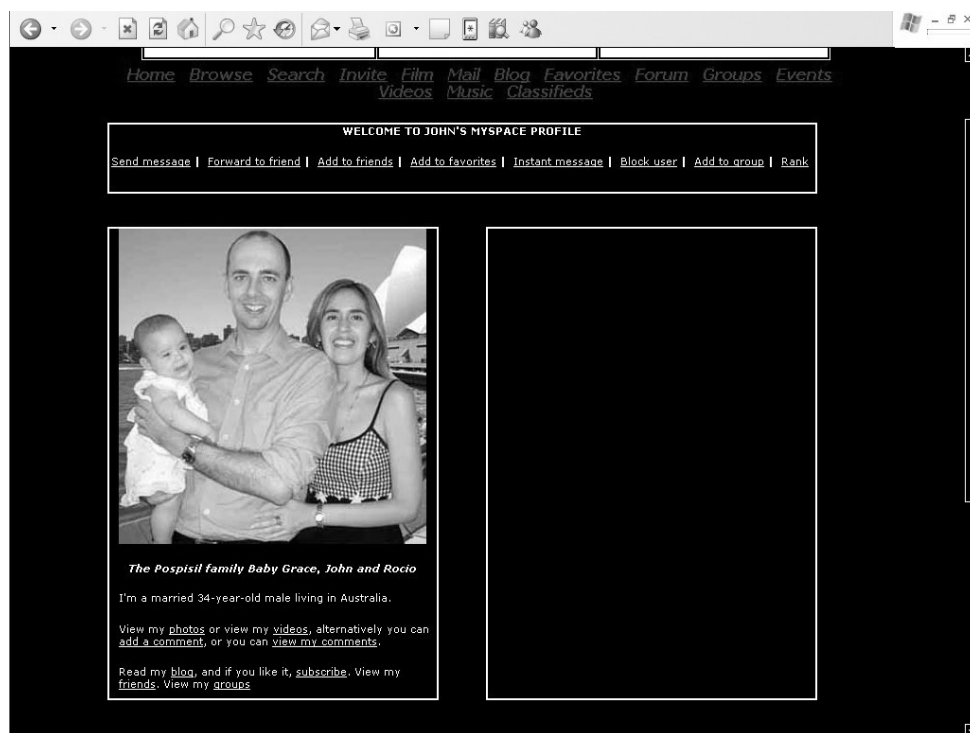 Home Browse Search Invite Film Mail Blog Favorites Forum Groups Events
Videos Music Classifieds
WELCOME TO JOHN'S MYSPACE PROFILE
Send message | Forward to friend | Add to friends | Add to favorites | Instant message | Block user | Add to group | Rank
The Pospisil family Baby Grace, John and Rocio
I'm a married 34-year-old male living in Australia.
View my photos or view my videos, alternatively you can
add a comment, or you can view my comments.
Read my blog, and if you like it, subscribe. View my
friends. View my groups